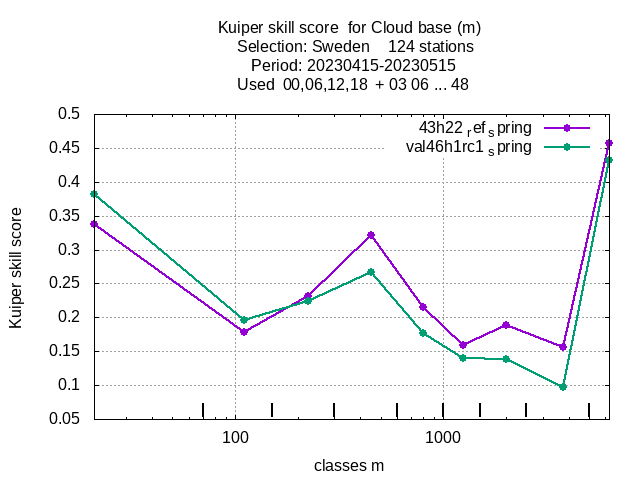 Kuiper skill score  for Cloud base (m)
Selection: Sweden    124 stations
Period: 20230415-20230515
Used  00,06,12,18  + 03 06 ... 48
43h22 ref spring
val46h1rc1 spring
0.5
0.45
0.4
0.35
0.3
0.25
0.2
0.15
0.1
0.05
Kuiper skill score
100
1000
classes m